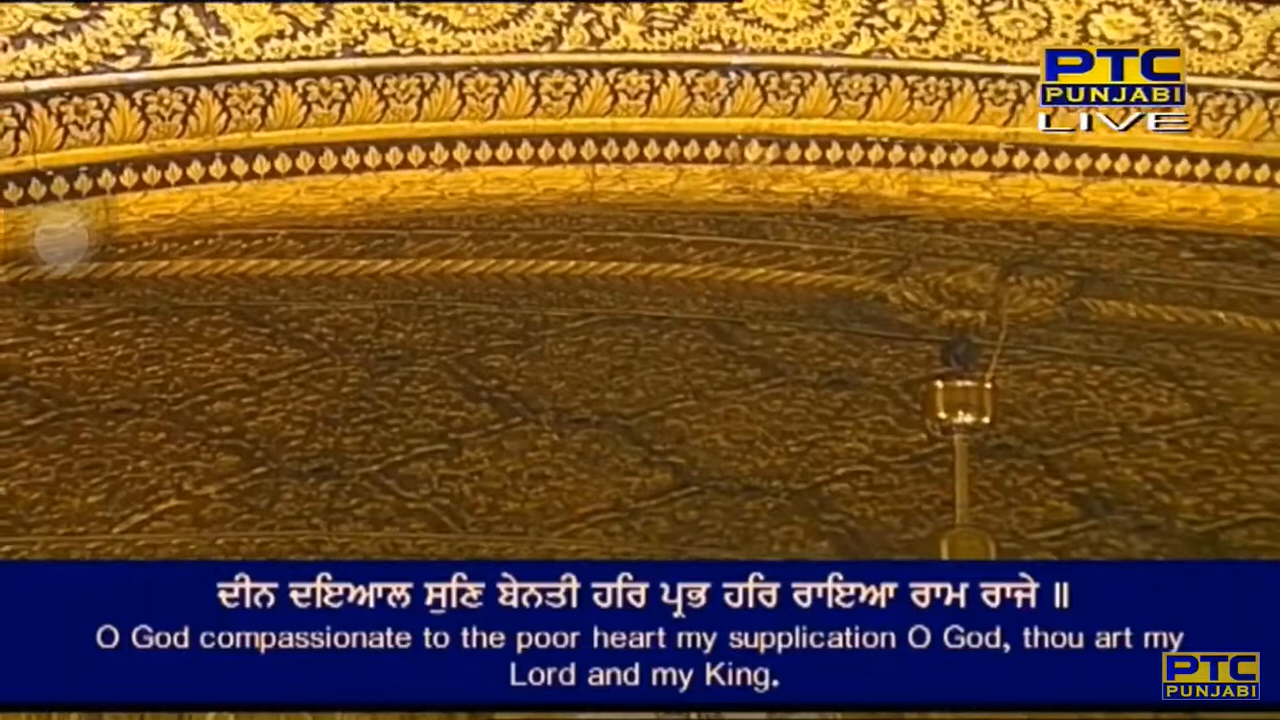 PTC
PUNJABI
LIVE
ਦੀਨ ਦਇਆਲ ਸੁਣਿ ਬੇਨਤੀ ਹਰਿ ਪ੍ਰਭ ਹਰਿ ਰਾਇਆ ਰਾਮ ਰਾਜੇ ॥
O God compassionate to the poor heart my supplication O God, thou art my
Lord and my King.
PTC
PUNJABI